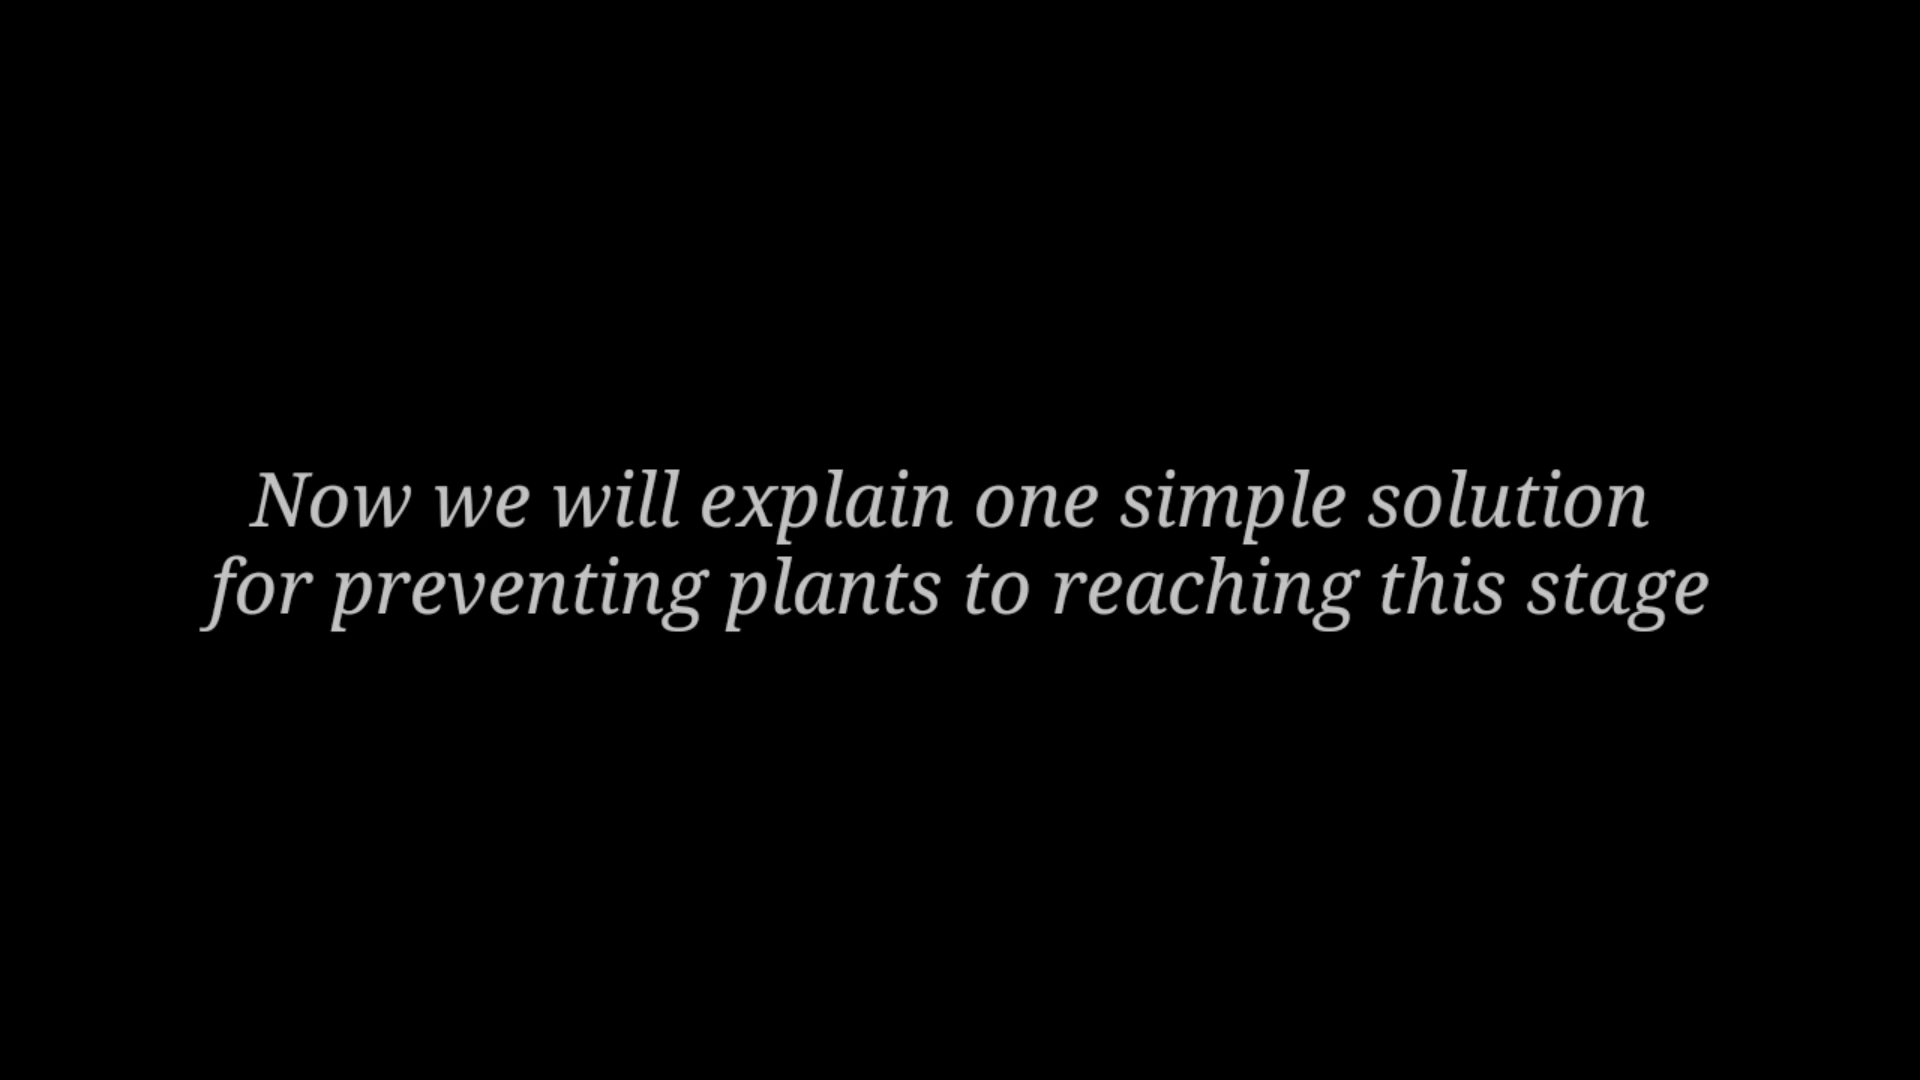 Now we will explain one simple solution
for preventing plants to reaching this stage